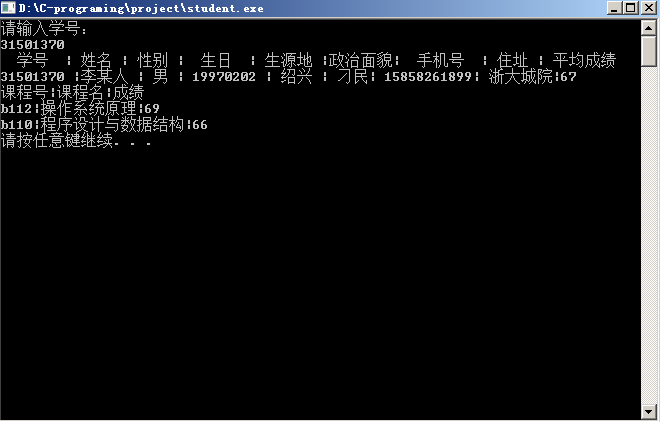 D:\C-programing\project\student.exe
请输入学号：
31501370
学号 ¦ 姓名 ¦ 性别 ¦ 生日 ¦ 生源地 ¦政治面貌¦ 手机号 ¦ 住址 ¦ 平均成绩
31501370 ¦李某人 ¦ 男 ¦ 19970202 ¦ 绍兴 ¦ 刁民¦ 15858261899¦ 浙大城院¦67
课程号¦课程名¦成绩
b112¦操作系统原理¦69
b110¦程序设计与数据结构¦66
请按任意键继续. . .